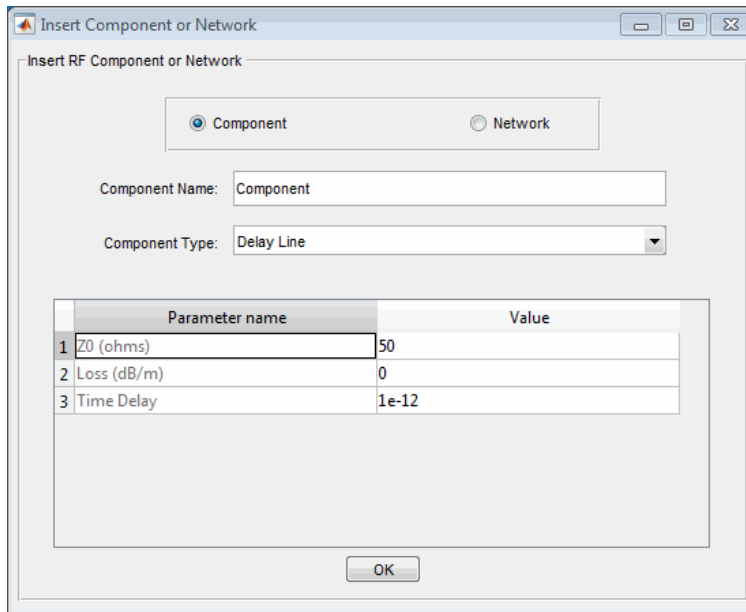 Insert Component or Network
Insert RF Component or Network
Component Network
Component Name: Component
Component Type: Delay Line
Parameter name Value
1 Z0 (ohms) 50
2 Loss (dB/m) 0
3 Time Delay 1e-12
OK